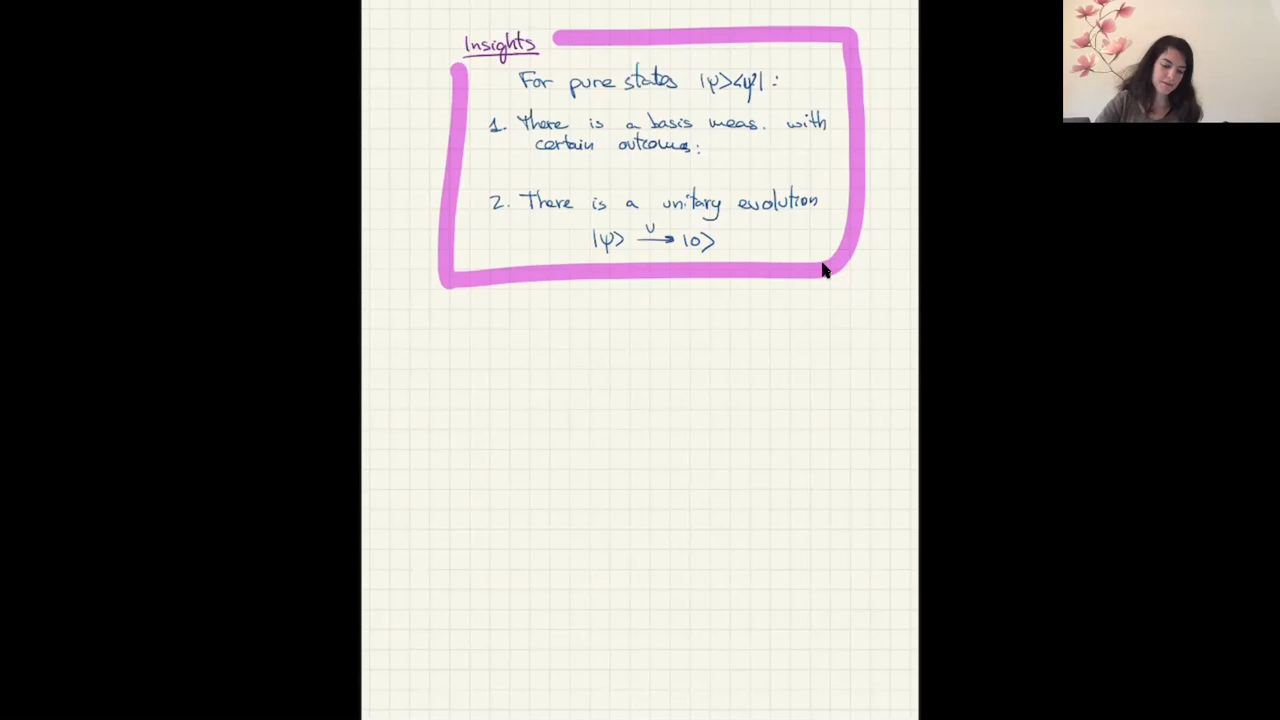 Insights
For pure states |ψ><ψ| :
1. There is a basis meas. with
certain outcome:
2. There is a unitary evolution
|ψ> U→ |0>